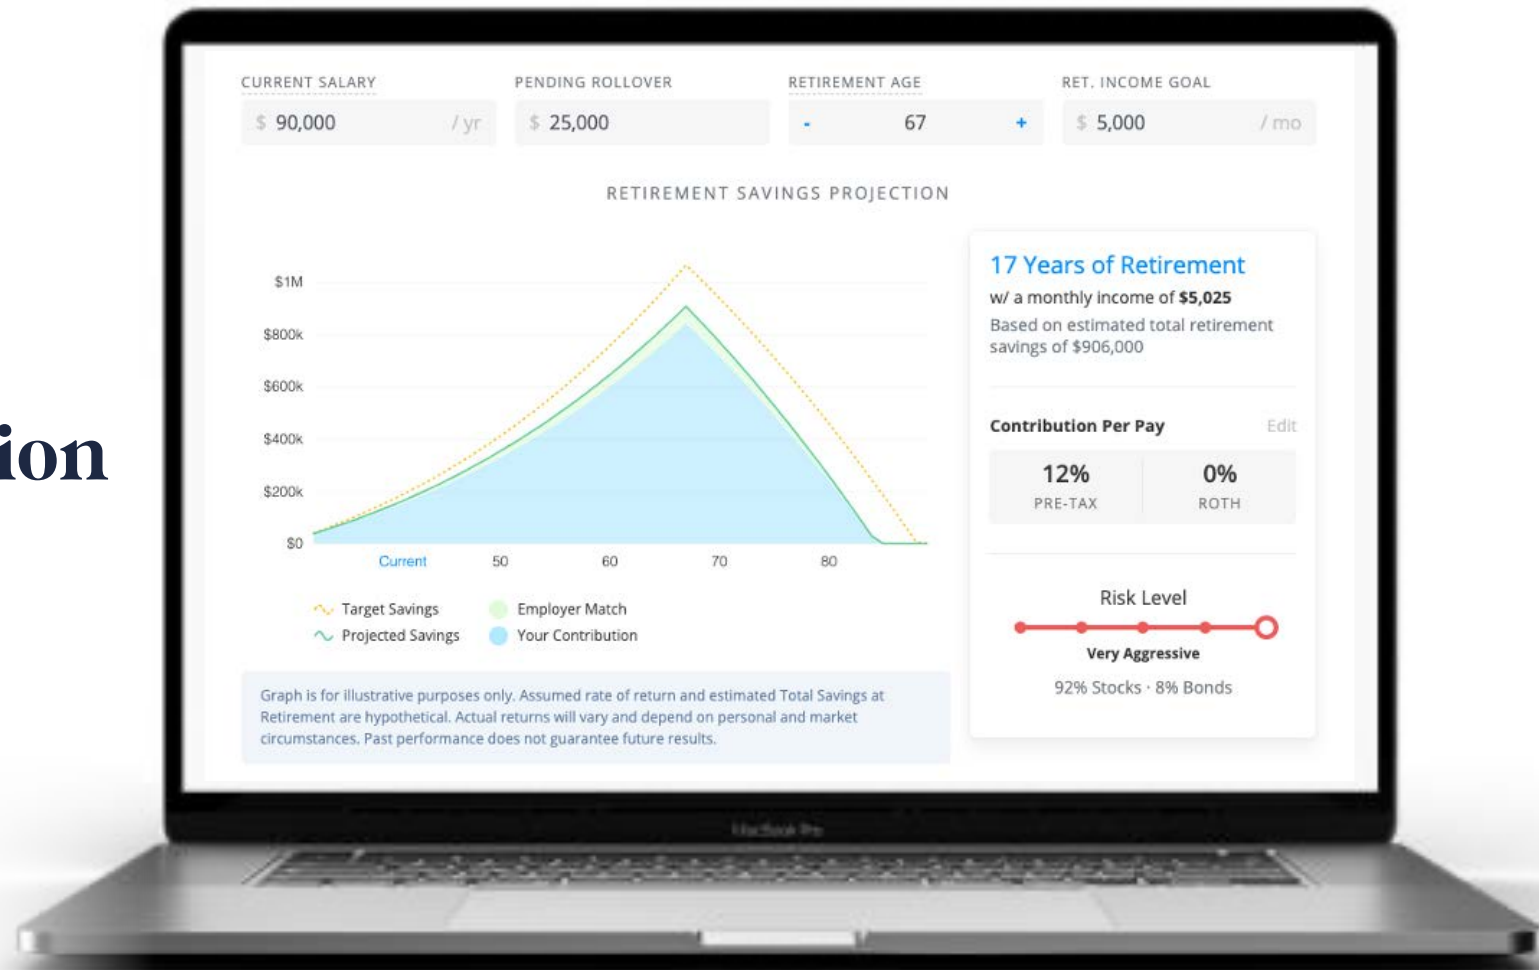 CURRENT SALARY
PENDING ROLLOVER
RETIREMENT AGE
RET. INCOME GOAL
$ 90,000 / yr
$ 25,000
- 67 +
$ 5,000 / mo
RETIREMENT SAVINGS PROJECTION
$1M
$800k
$600k
$400k
$200k
$0
Current 50 60 70 80
Target Savings
Employer Match
Projected Savings
Your Contribution
Graph is for illustrative purposes only. Assumed rate of return and estimated Total Savings at
Retirement are hypothetical. Actual returns will vary and depend on personal and market
circumstances. Past performance does not guarantee future results.
17 Years of Retirement
w/ a monthly income of $5,025
Based on estimated total retirement
savings of $906,000
Contribution Per Pay Edit
12% 0%
PRE-TAX ROTH
Risk Level
Very Aggressive
92% Stocks · 8% Bonds
ion
MacBook Pro